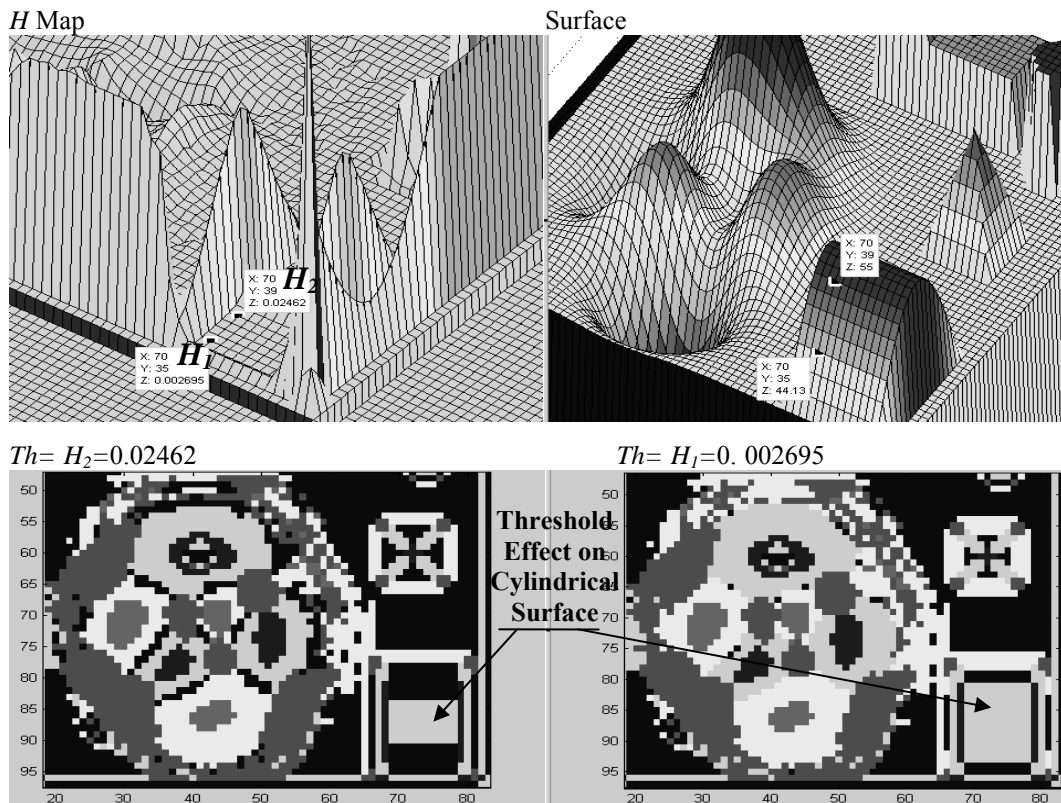 H Map
Surface
X: 70
Y: 39
Z: 0.02462
H2
X: 70
Y: 35
Z: 0.002695
H1
X: 70
Y: 39
Z: 55
X: 70
Y: 35
Z: 44.13
Th= H2=0.02462
Th= H1=0. 002695
50
55
60
65
70
75
80
85
90
95
20 30 40 50 60 70 80
Threshold
Effect on
Cylindrical
Surface
50
55
60
65
70
75
80
85
90
95
20 30 40 50 60 70 80